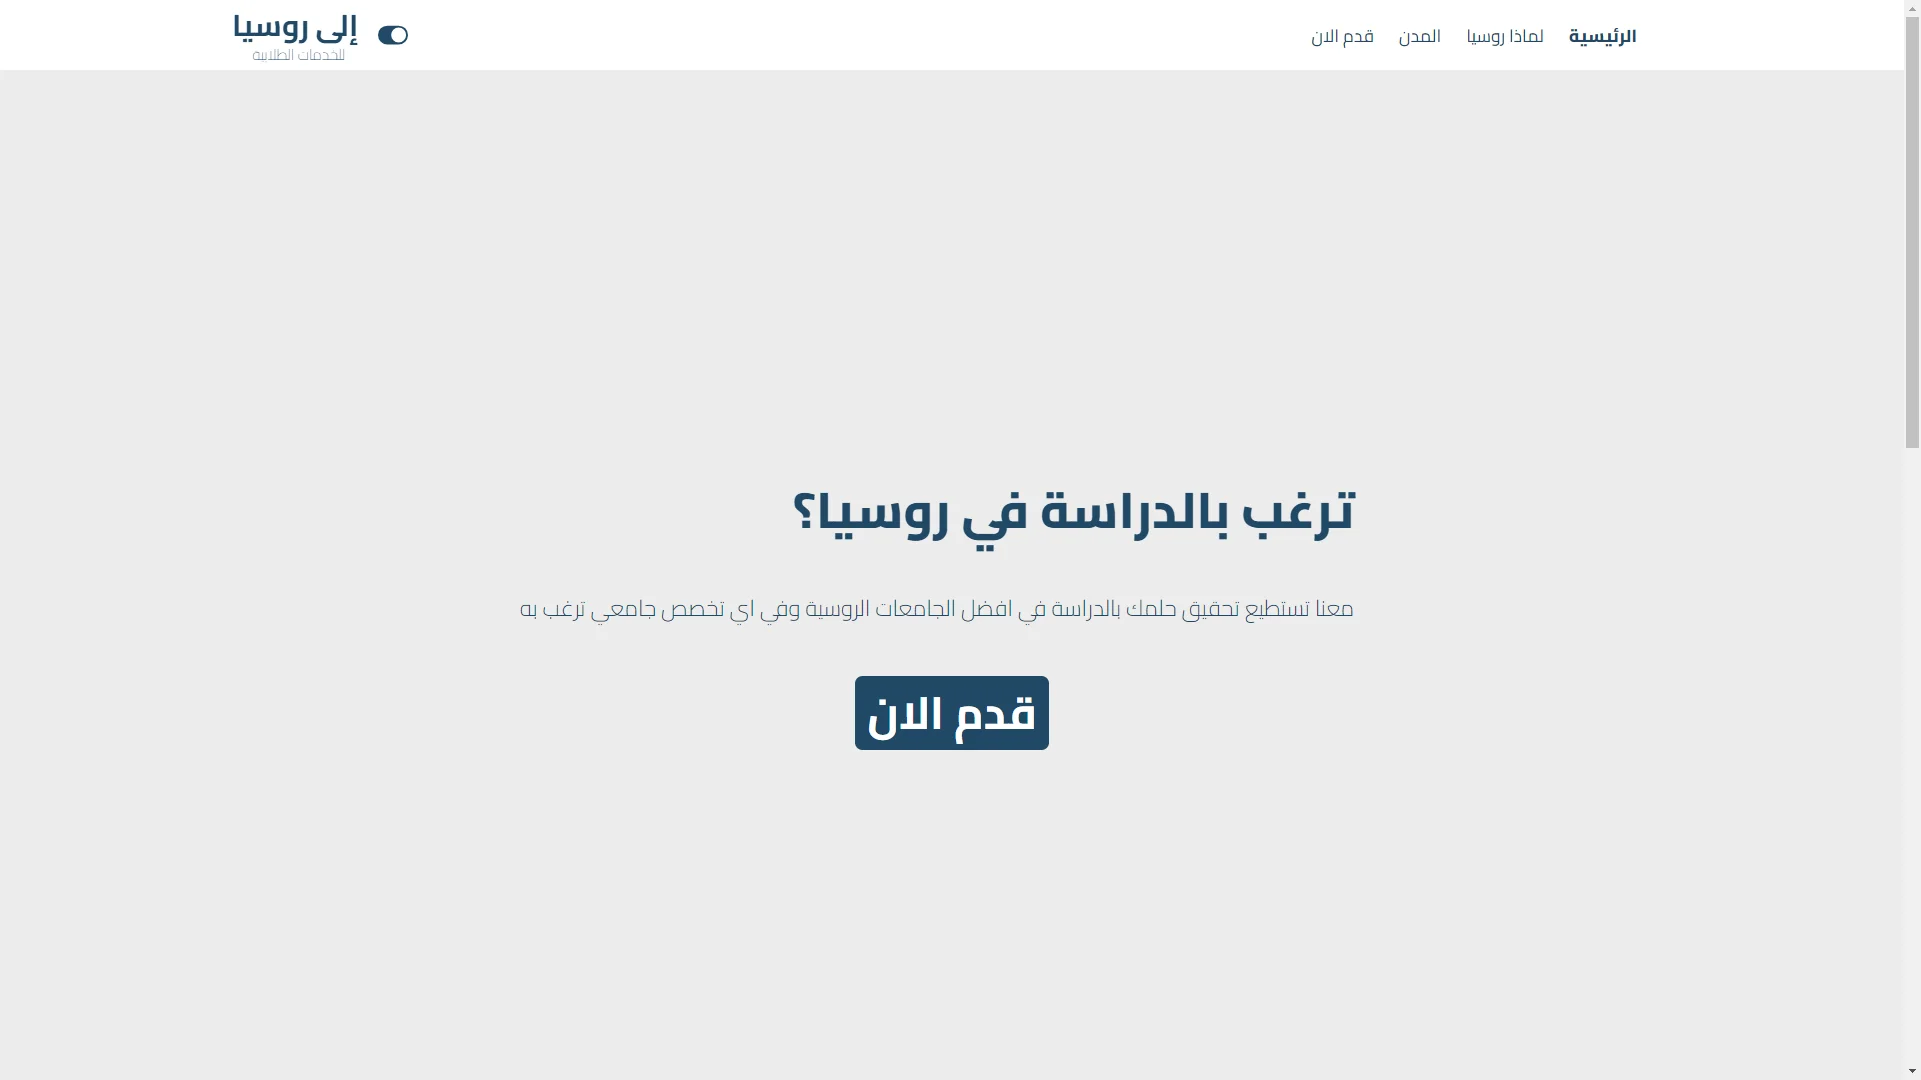 الرئيسية
لماذا روسيا
المدن
قدم الان
إلى روسيا
للخدمات الطلابية
ترغب بالدراسة في روسيا؟
معنا تستطيع تحقيق حلمك بالدراسة في افضل الجامعات الروسية وفي اي تخصص جامعي ترغب به
قدم الان